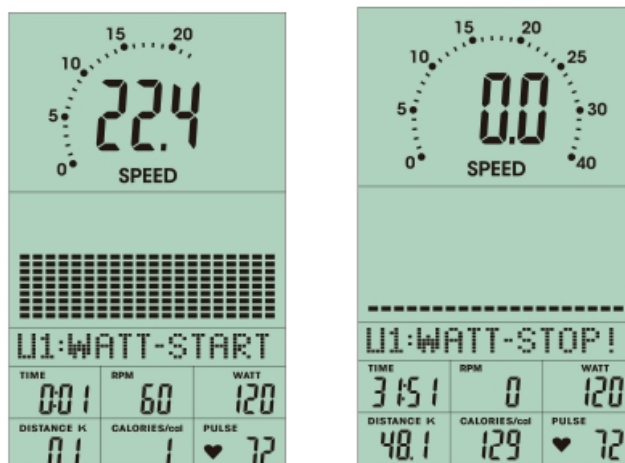 15 20
10
5
22.4
0
SPEED
U1:WATT-START
TIME RPM WATT
0:01 60 120
DISTANCE K CALORIES/cal PULSE
0.1 1 72
15 20
10 25
5 30
0.0
0 40
SPEED
U1:WATT-STOP!
TIME RPM WATT
31:51 0 120
DISTANCE K CALORIES/cal PULSE
48.1 129 72